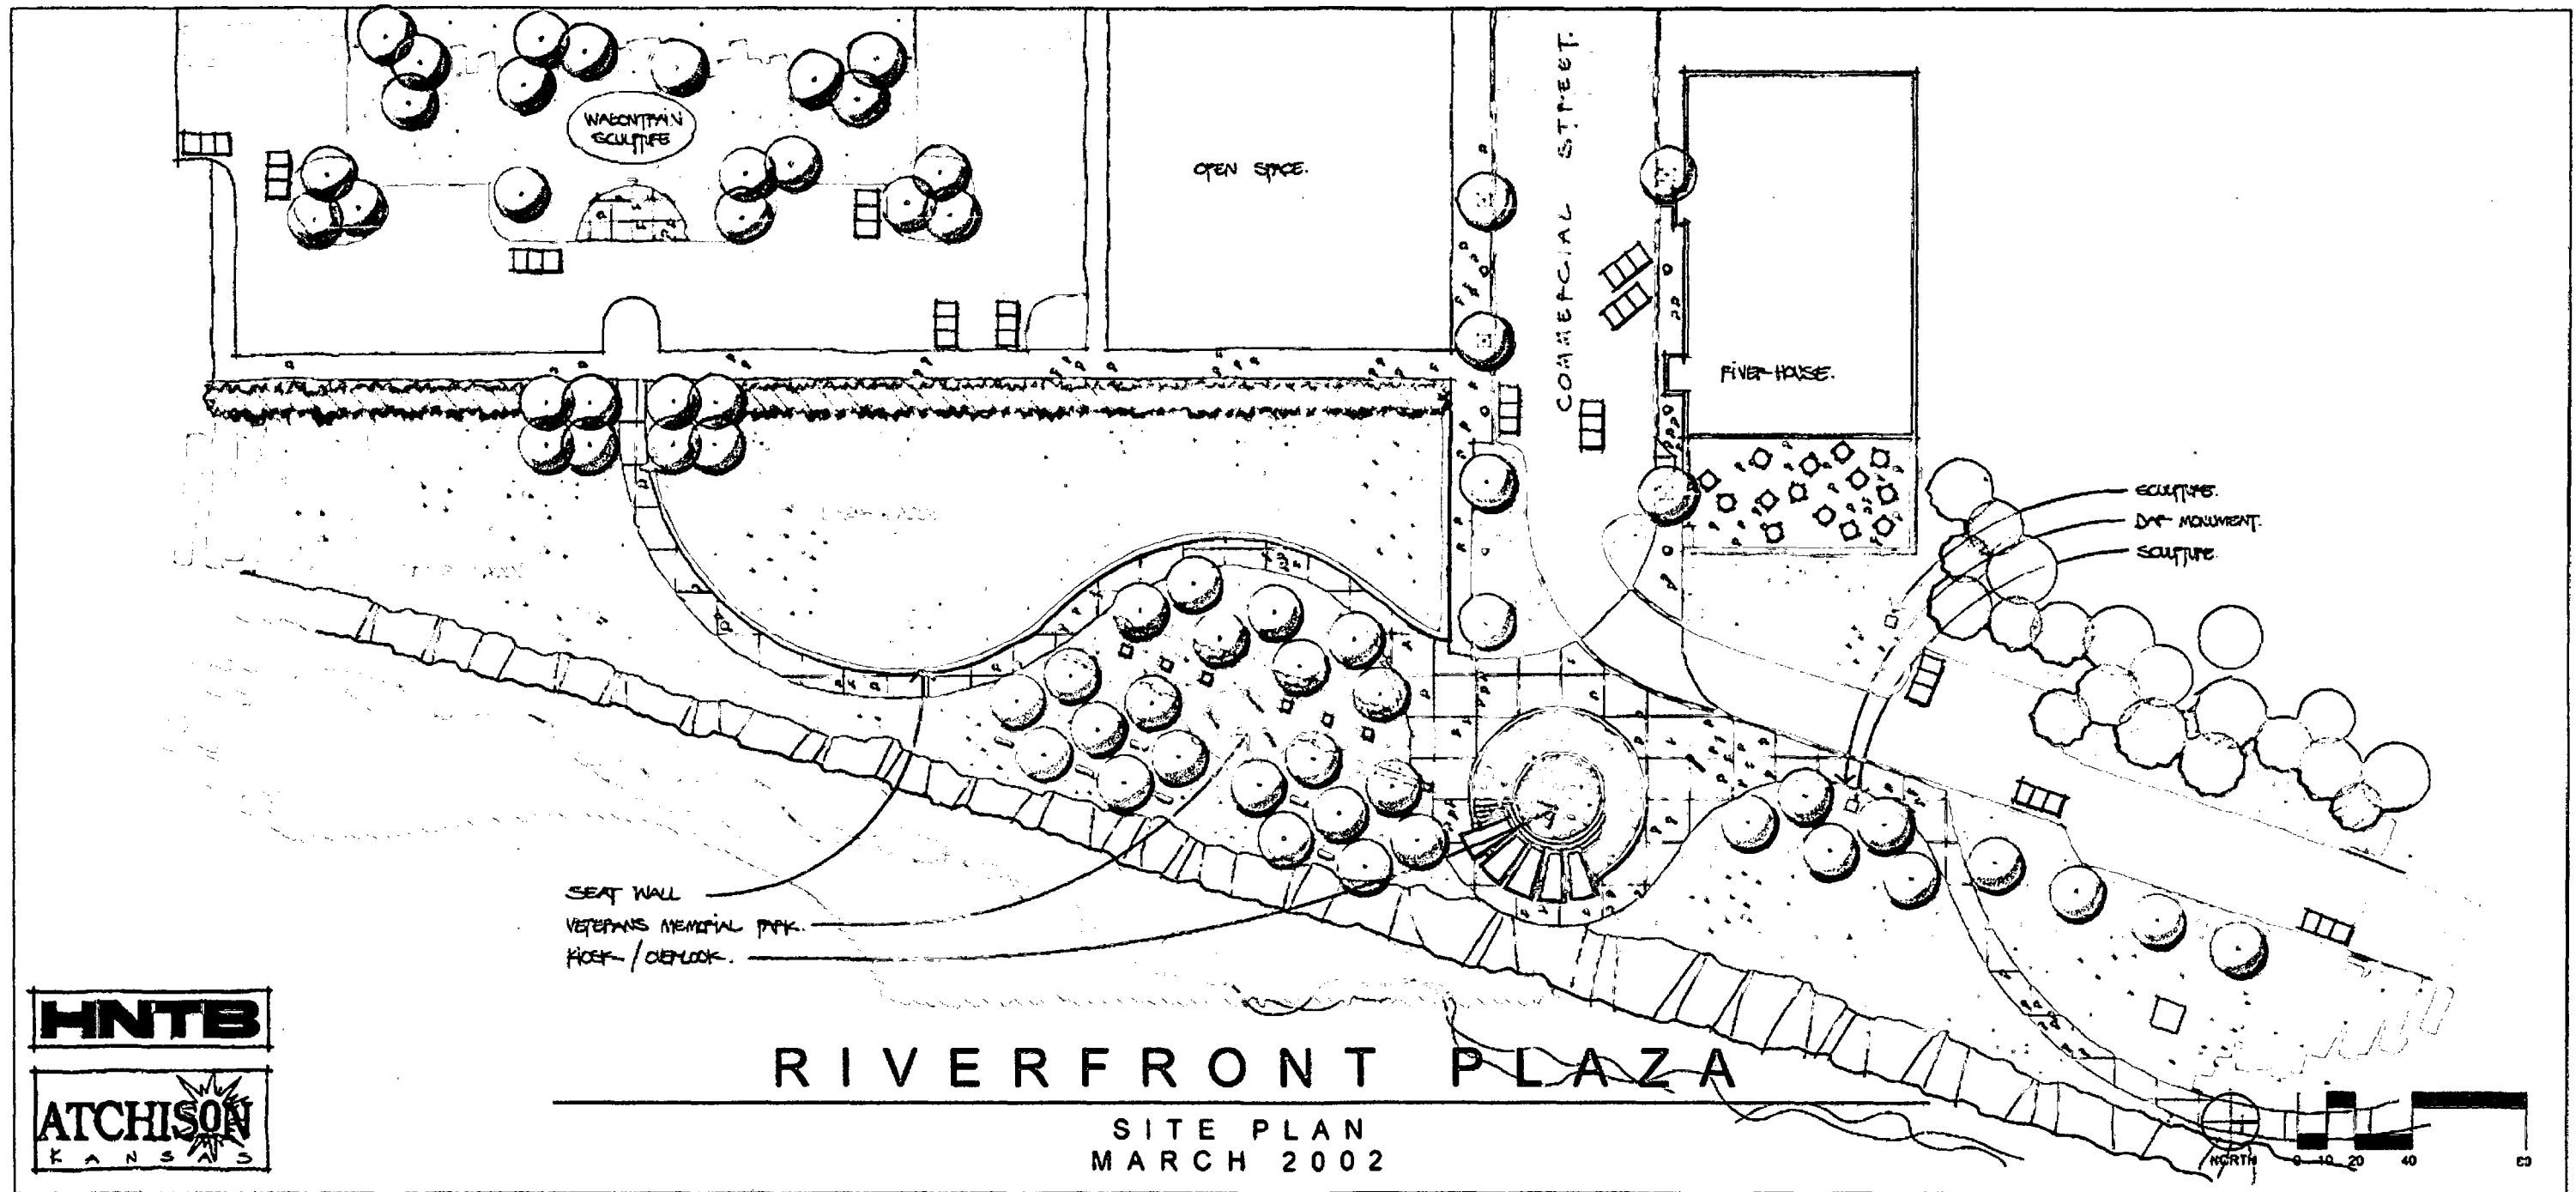 WAGONTRAIN
SCULPTURE
OPEN SPACE.
COMMERCIAL STREET.
RIVER HOUSE.
SCULPTURE.
DAR MONUMENT.
SCULPTURE
SEAT WALL
VETERANS MEMORIAL PARK.
KIOSK / OVERLOOK.
HNTB
ATCHISON
KANSAS
RIVERFRONT PLAZA
SITE PLAN
MARCH 2002
NORTH
0 10 20 40 80